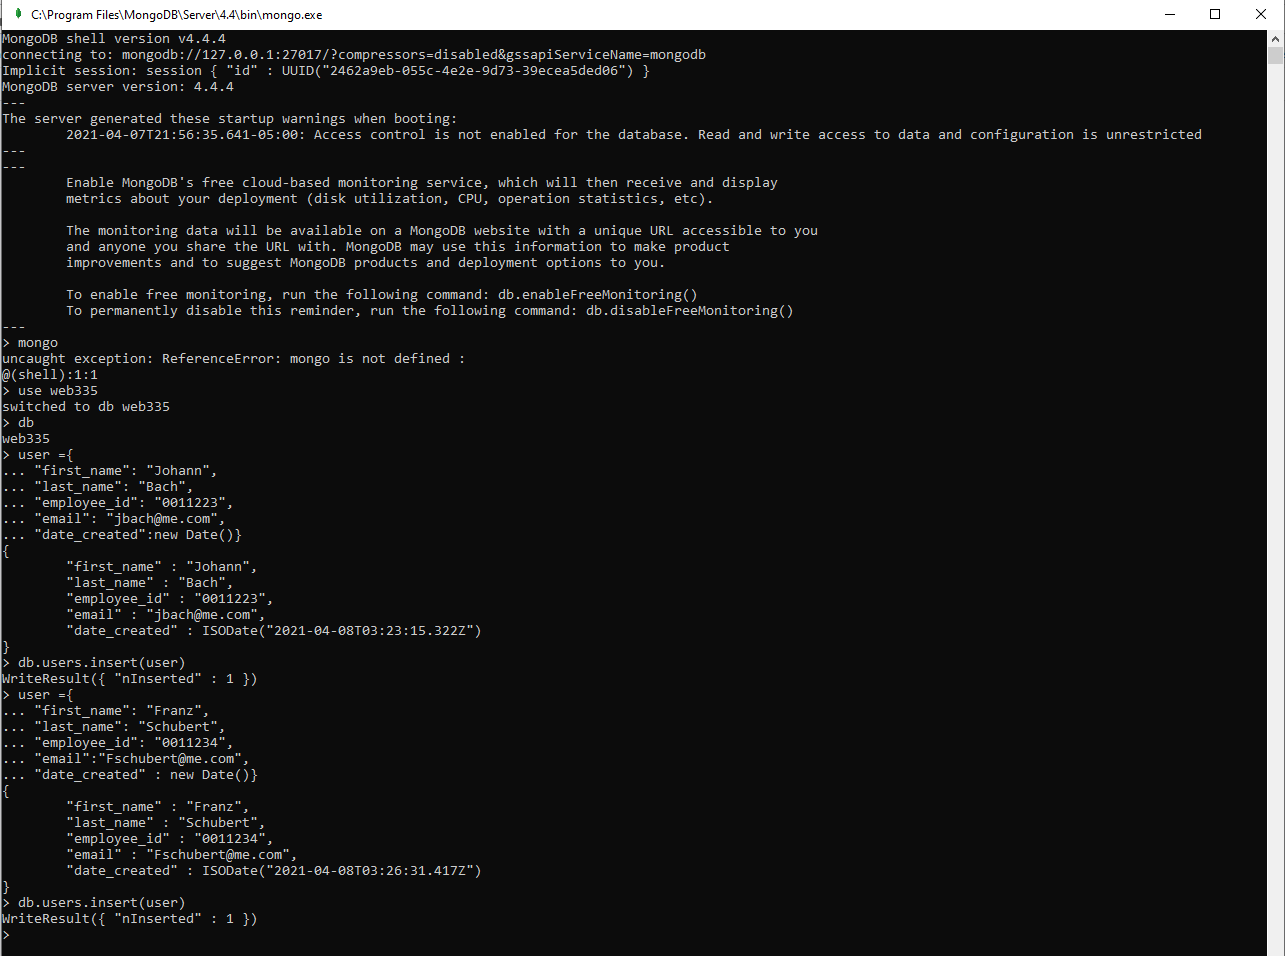 C:\Program Files\MongoDB\Server\4.4\bin\mongo.exe
MongoDB shell version v4.4.4
connecting to: mongodb://127.0.0.1:27017/?compressors=disabled&gssapiServiceName=mongodb
Implicit session: session { "id" : UUID("2462a9eb-055c-4e2e-9d73-39ecea5ded06") }
MongoDB server version: 4.4.4
---
The server generated these startup warnings when booting:
        2021-04-07T21:56:35.641-05:00: Access control is not enabled for the database. Read and write access to data and configuration is unrestricted
---
---
        Enable MongoDB's free cloud-based monitoring service, which will then receive and display
        metrics about your deployment (disk utilization, CPU, operation statistics, etc).

        The monitoring data will be available on a MongoDB website with a unique URL accessible to you
        and anyone you share the URL with. MongoDB may use this information to make product
        improvements and to suggest MongoDB products and deployment options to you.

        To enable free monitoring, run the following command: db.enableFreeMonitoring()
        To permanently disable this reminder, run the following command: db.disableFreeMonitoring()
---
> mongo
uncaught exception: ReferenceError: mongo is not defined :
@(shell):1:1
> use web335
switched to db web335
> db
web335
> user ={
... "first_name": "Johann",
... "last_name": "Bach",
... "employee_id": "0011223",
... "email": "jbach@me.com",
... "date_created":new Date()}
{
        "first_name" : "Johann",
        "last_name" : "Bach",
        "employee_id" : "0011223",
        "email" : "jbach@me.com",
        "date_created" : ISODate("2021-04-08T03:23:15.322Z")
}
> db.users.insert(user)
WriteResult({ "nInserted" : 1 })
> user ={
... "first_name": "Franz",
... "last_name": "Schubert",
... "employee_id": "0011234",
... "email":"Fschubert@me.com",
... "date_created" : new Date()}
{
        "first_name" : "Franz",
        "last_name" : "Schubert",
        "employee_id" : "0011234",
        "email" : "Fschubert@me.com",
        "date_created" : ISODate("2021-04-08T03:26:31.417Z")
}
> db.users.insert(user)
WriteResult({ "nInserted" : 1 })
>